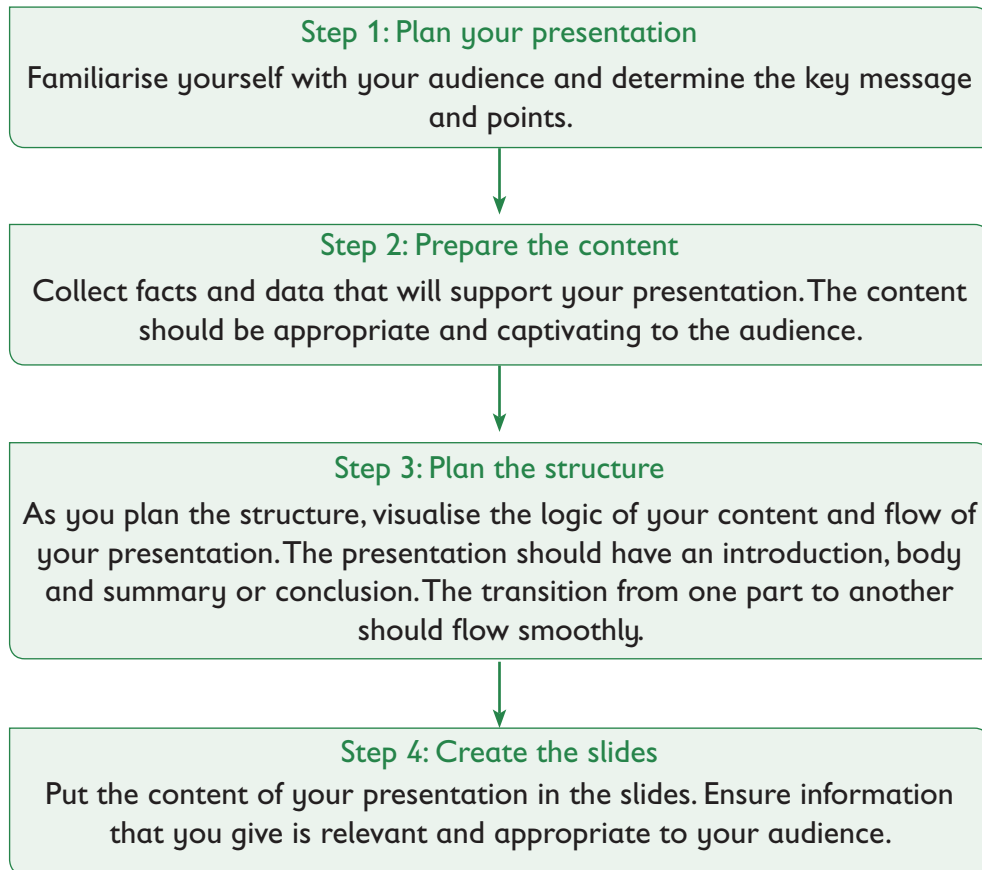 Step 1: Plan your presentation
Familiarise yourself with your audience and determine the key message
and points.
Step 2: Prepare the content
Collect facts and data that will support your presentation. The content
should be appropriate and captivating to the audience.
Step 3: Plan the structure
As you plan the structure, visualise the logic of your content and flow of
your presentation. The presentation should have an introduction, body
and summary or conclusion. The transition from one part to another
should flow smoothly.
Step 4: Create the slides
Put the content of your presentation in the slides. Ensure information
that you give is relevant and appropriate to your audience.